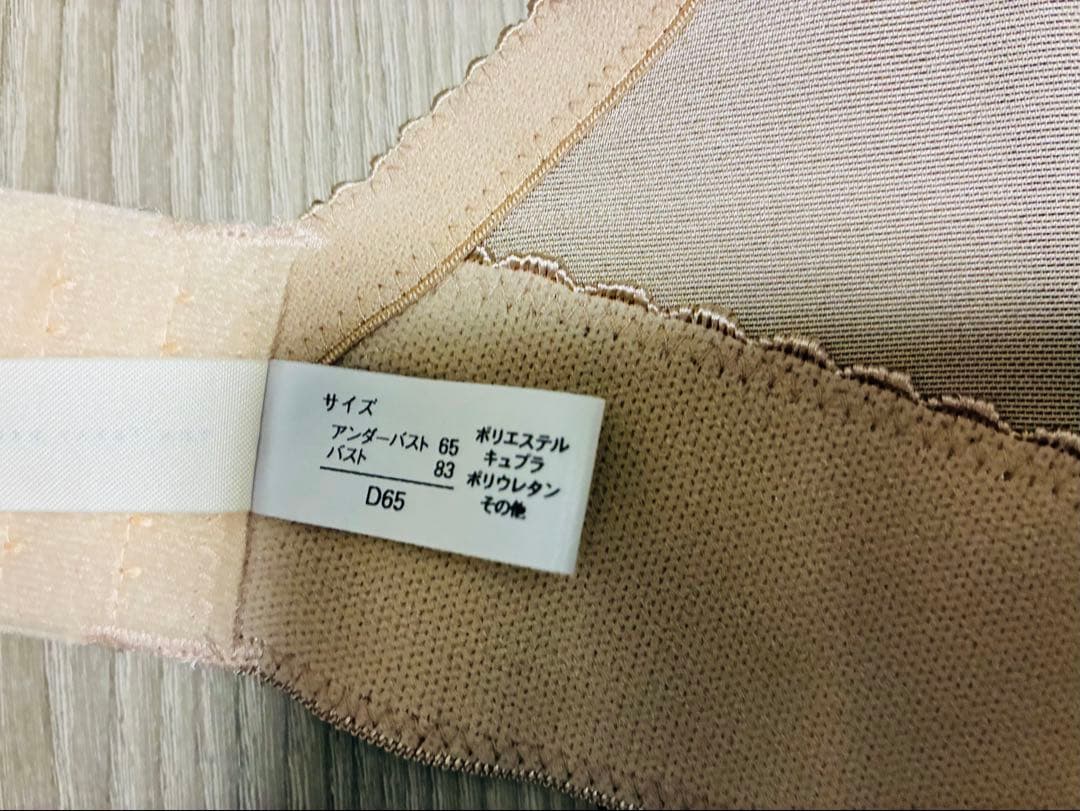 サイズ
アンダーバスト 65
バスト 83
D65
ポリエステル
キュプラ
ポリウレタン
その他